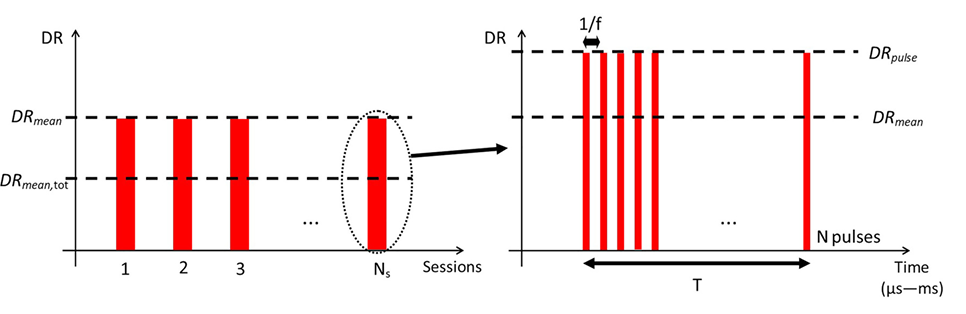 DR
DRmean
DRmean,tot
...
1 2 3 Ns Sessions
1/f
DR
DRpulse
DRmean
...
N pulses
T
Time
(µs—ms)